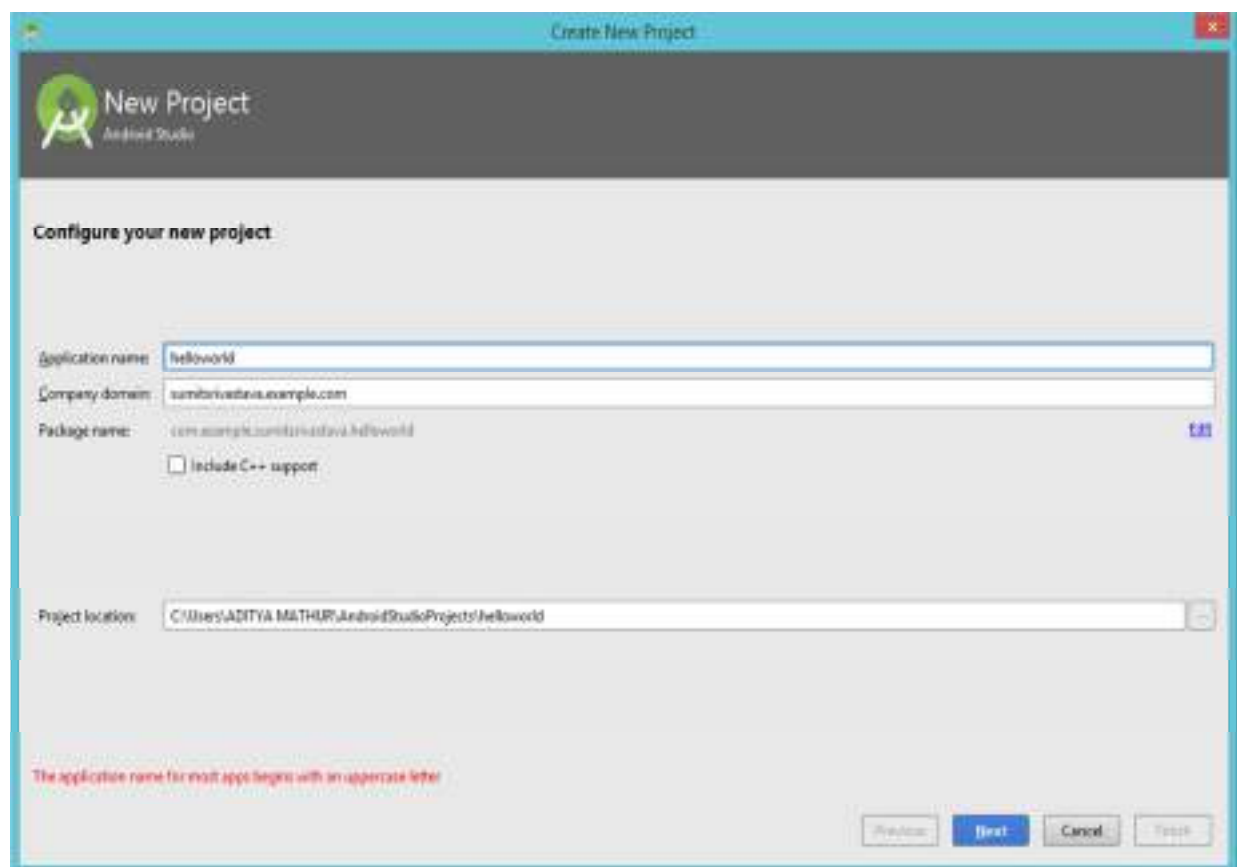 Create New Project
New Project
Android Studio
Configure your new project
Application name: helloworld
Company domain: sumitsrivastava.example.com
Package name: com.example.sumitsrivastava.helloworld Edit
Include C++ support
Project location: C:\Users\ADITYA MATHUR\AndroidStudioProjects\helloworld
The application name for most apps begins with an uppercase letter
Previous Next Cancel Finish